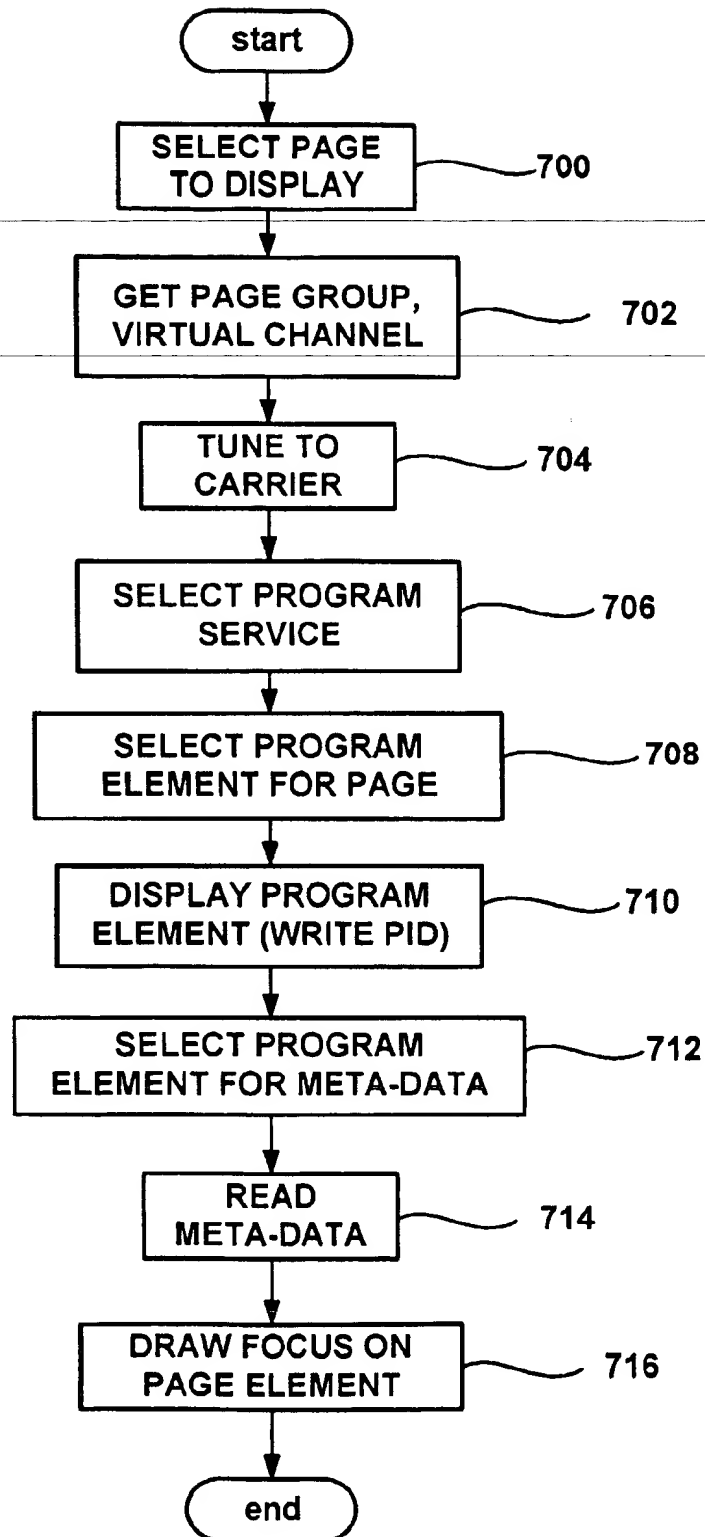 start
SELECT PAGE
TO DISPLAY
700
GET PAGE GROUP,
VIRTUAL CHANNEL
702
TUNE TO
CARRIER
704
SELECT PROGRAM
SERVICE
706
SELECT PROGRAM
ELEMENT FOR PAGE
708
DISPLAY PROGRAM
ELEMENT (WRITE PID)
710
SELECT PROGRAM
ELEMENT FOR META-DATA
712
READ
META-DATA
714
DRAW FOCUS ON
PAGE ELEMENT
716
end